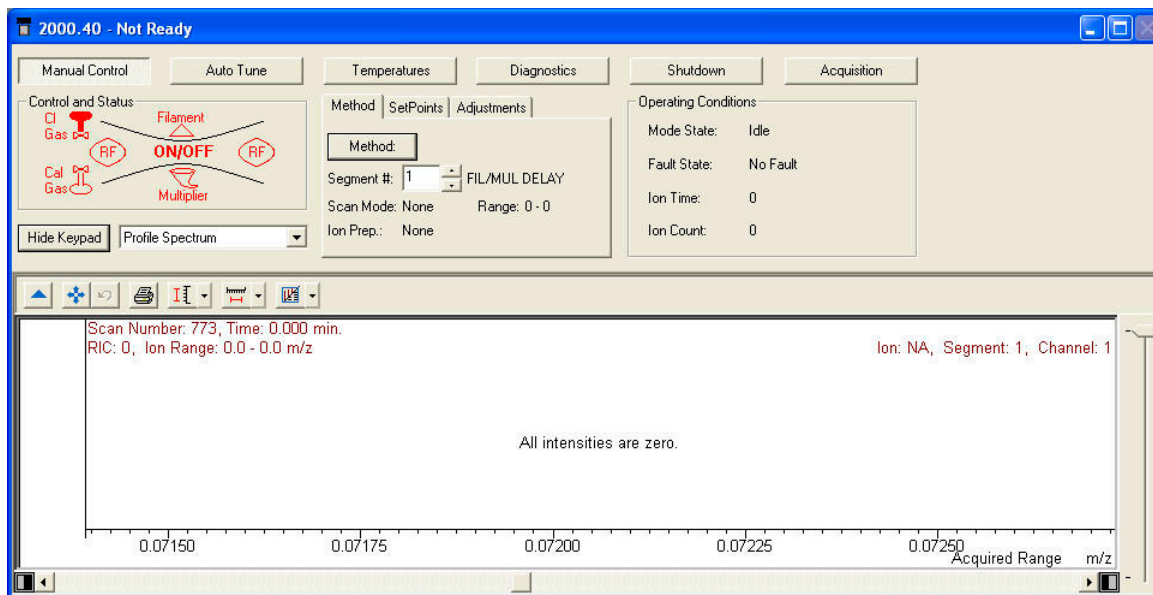 2000.40 - Not Ready
Manual Control Auto Tune Temperatures Diagnostics Shutdown Acquisition
Control and Status
CI
Gas
Filament
RF ON/OFF RF
Cal
Gas
Multiplier
Hide Keypad Profile Spectrum
Method SetPoints Adjustments
Method:
Segment #: 1 FIL/MUL DELAY
Scan Mode: None Range: 0 - 0
Ion Prep.: None
Operating Conditions
Mode State: Idle
Fault State: No Fault
Ion Time: 0
Ion Count: 0
Scan Number: 773, Time: 0.000 min.
RIC: 0, Ion Range: 0.0 - 0.0 m/z
Ion: NA, Segment: 1, Channel: 1
All intensities are zero.
0.07150 0.07175 0.07200 0.07225 0.07250
Acquired Range m/z